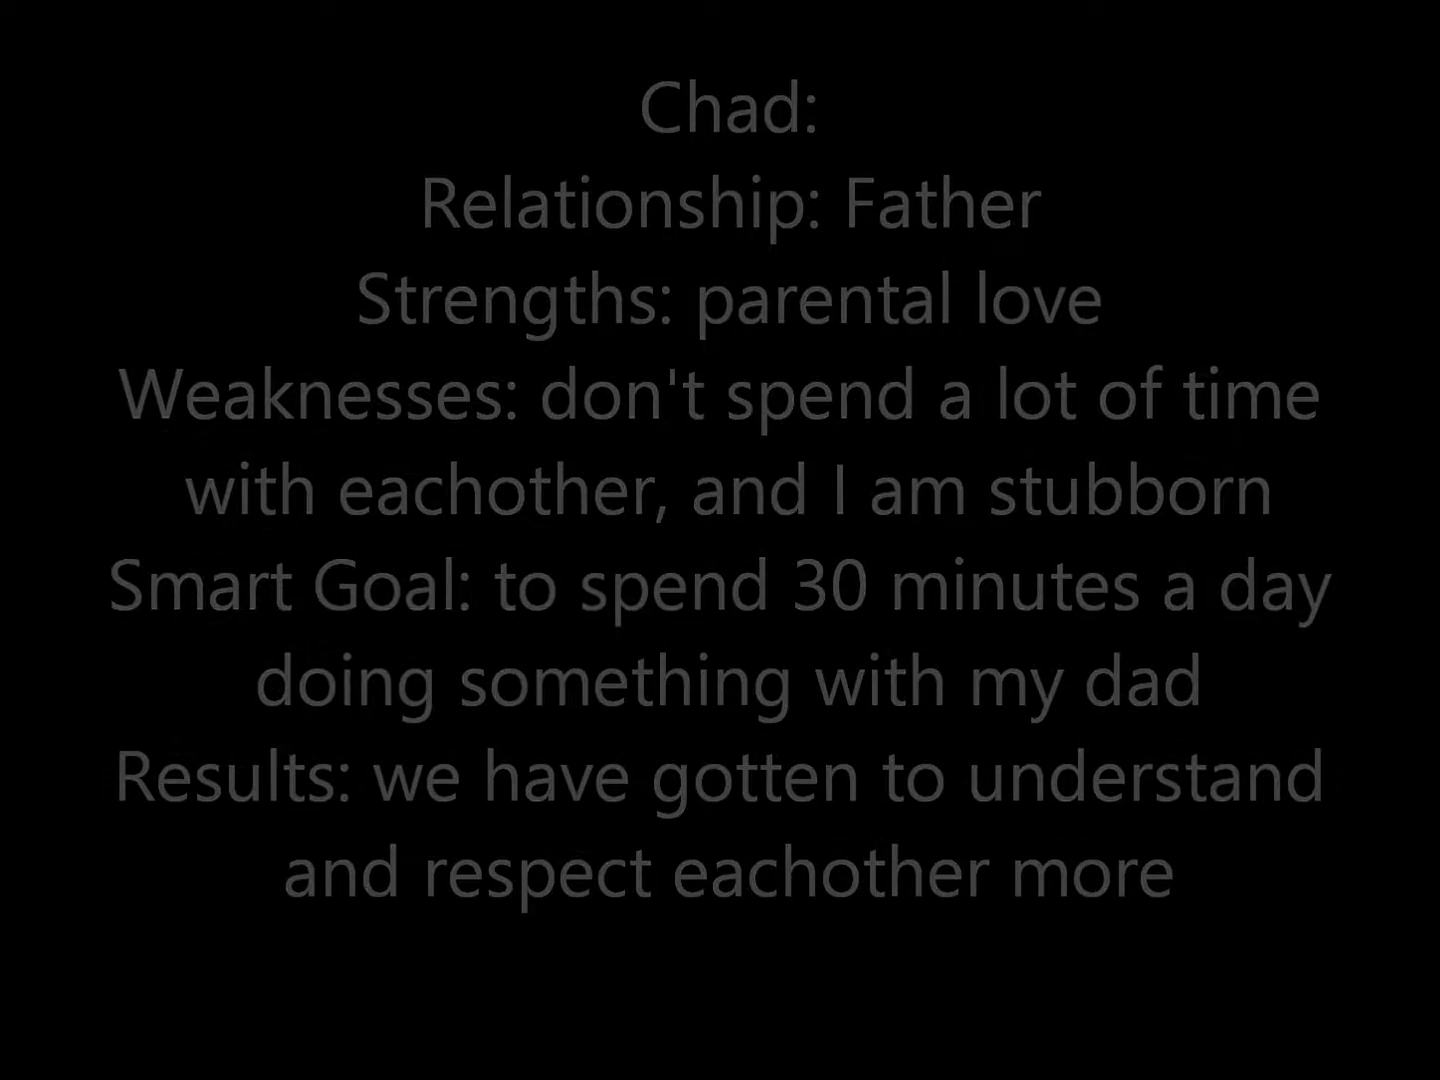 Chad:
Relationship: Father
Strengths: parental love
Weaknesses: don't spend a lot of time
with eachother, and I am stubborn
Smart Goal: to spend 30 minutes a day
doing something with my dad
Results: we have gotten to understand
and respect eachother more